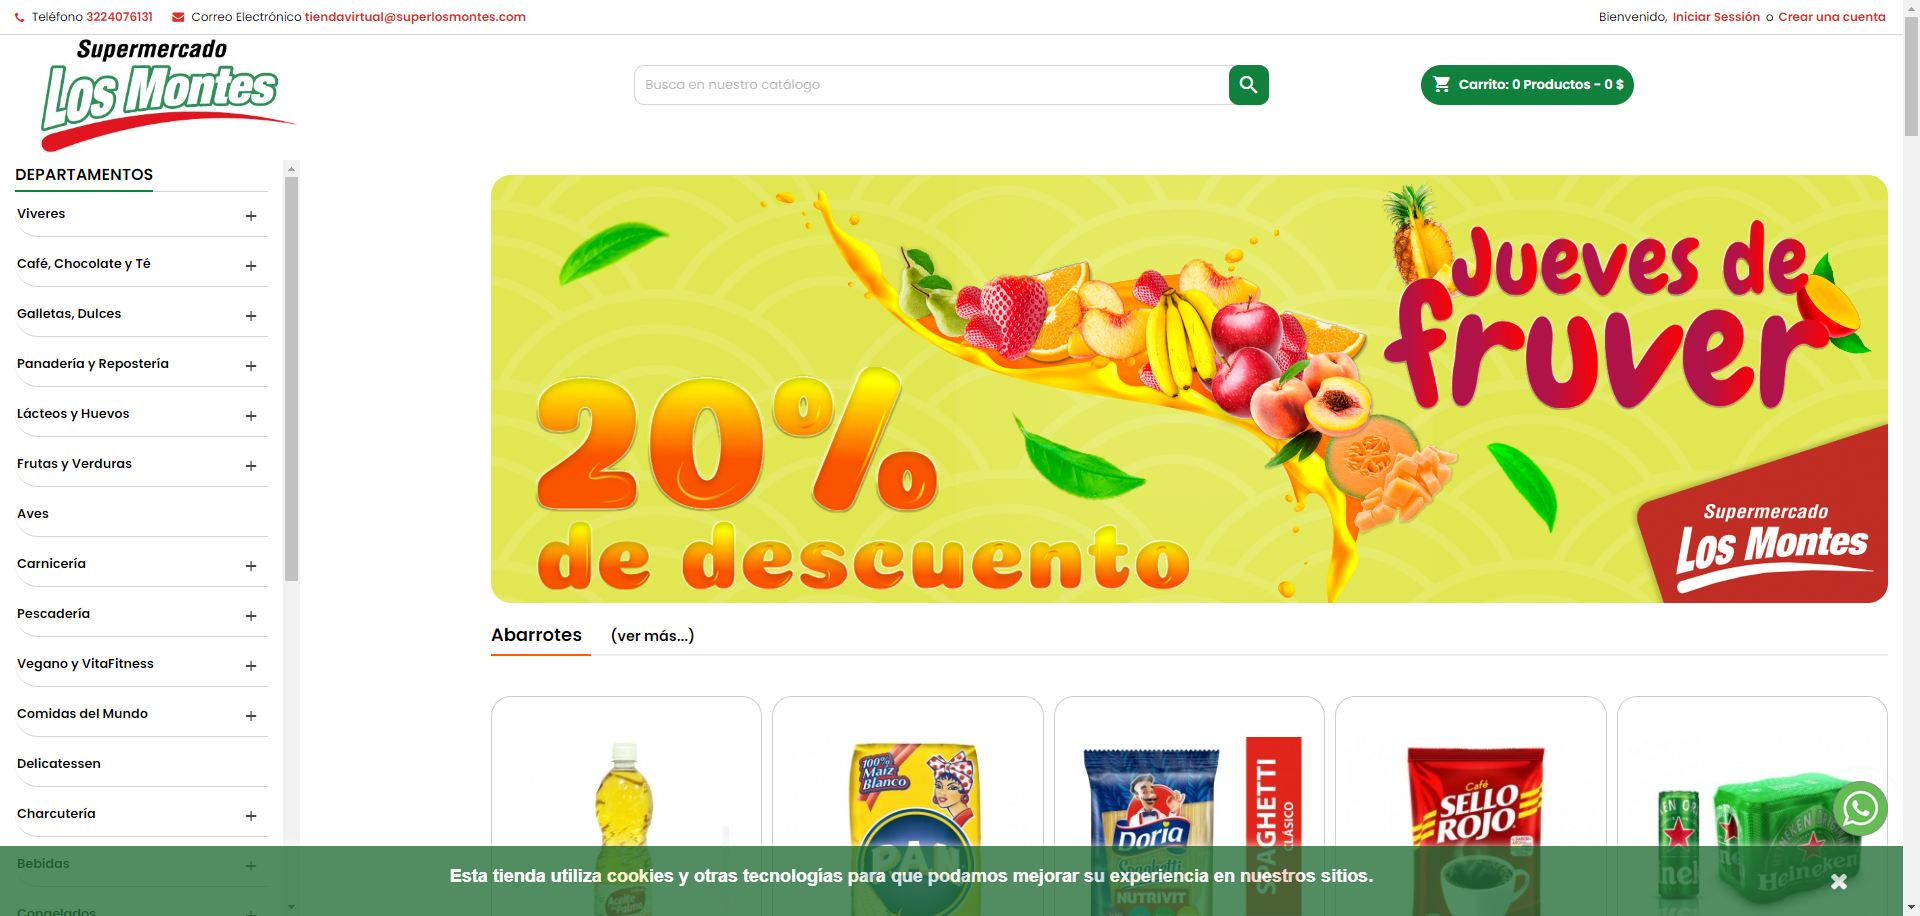 Teléfono 3224076131 Correo Electrónico tiendavirtual@superlosmontes.com
Bienvenido, Iniciar Sessión o Crear una cuenta
Supermercado
Los Montes
Busca en nuestro catálogo
Carrito: 0 Productos - 0 $
DEPARTAMENTOS
Viveres
Café, Chocolate y Té
Galletas, Dulces
Panadería y Repostería
Lácteos y Huevos
Frutas y Verduras
Aves
Carnicería
Pescadería
Vegano y VitaFitness
Comidas del Mundo
Delicatessen
Charcutería
Bebidas
Congelados
Jueves de
fruver
20%
de descuento
Supermercado
Los Montes
Abarrotes (ver más...)
100%
Maíz
Blanco
PAN
Aceite
de Palma
Doria
Spaghetti
NUTRIVIT
SPAGHETTI
CLÁSICO
Café
SELLO
ROJO
Heineken
Esta tienda utiliza cookies y otras tecnologías para que podamos mejorar su experiencia en nuestros sitios.